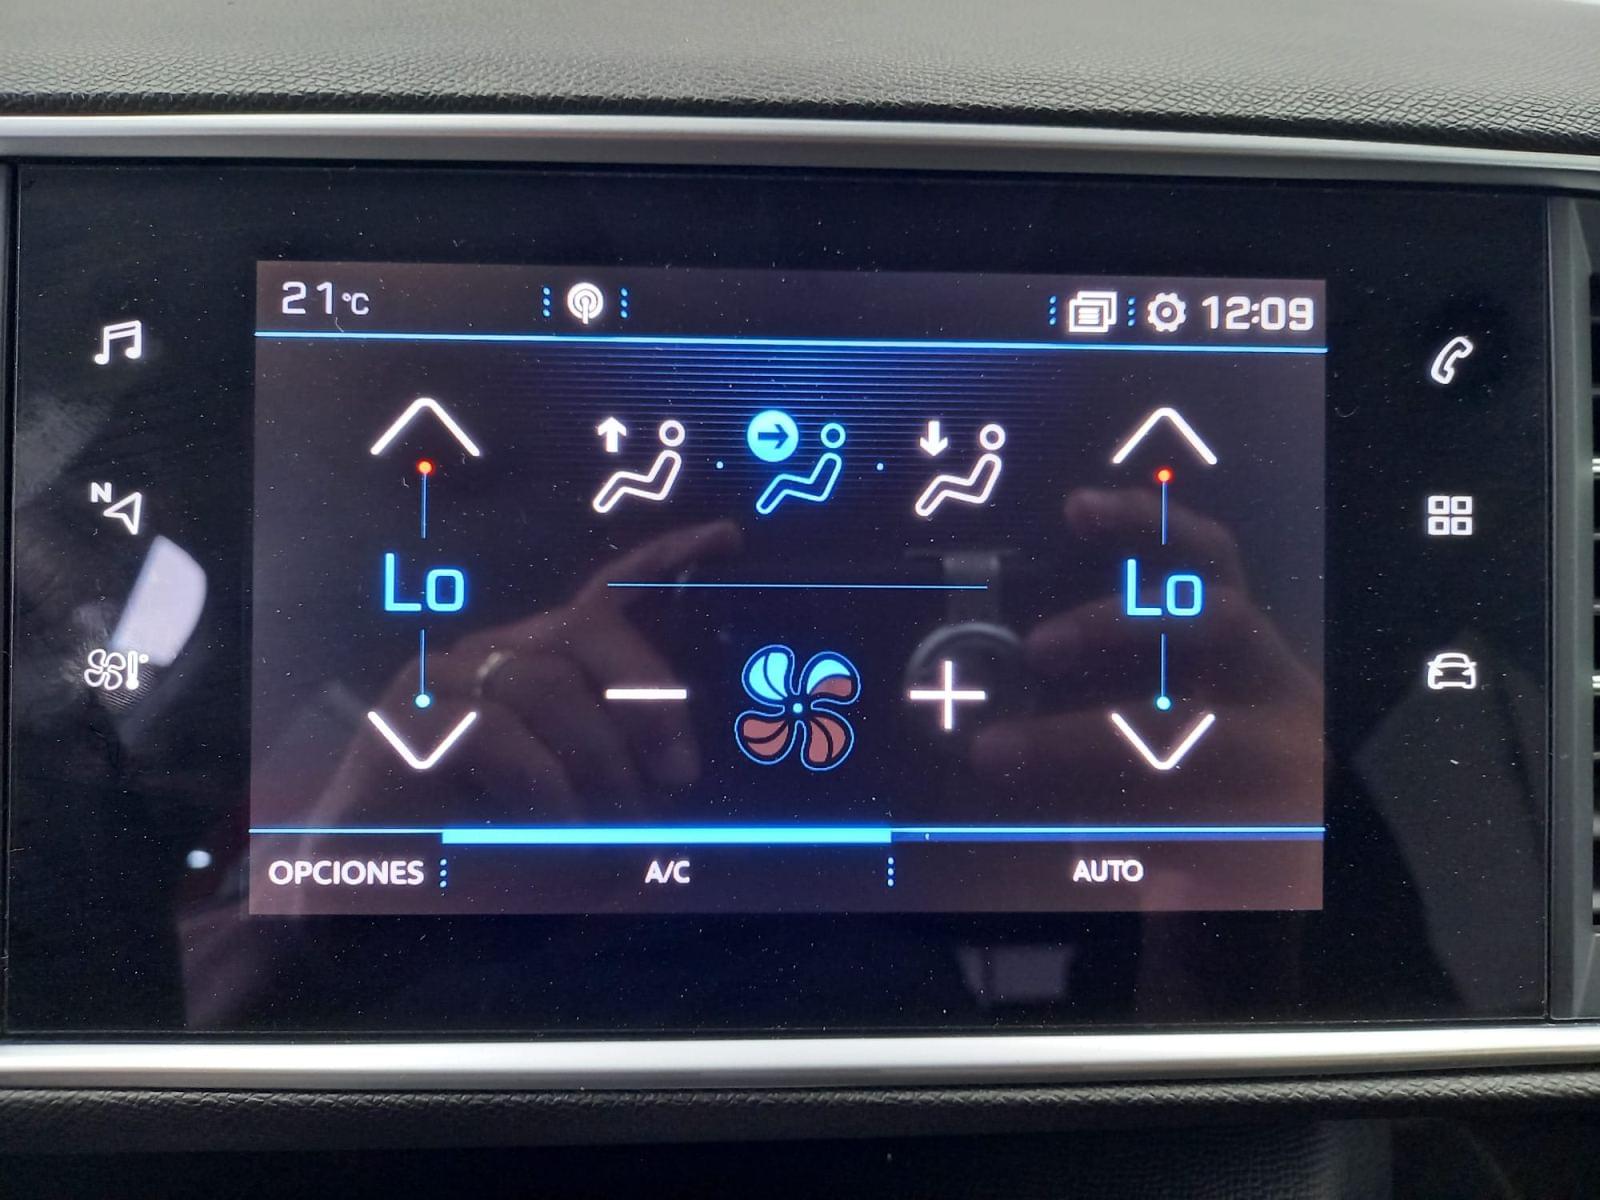 21°C 12:09
N
Lo Lo
OPCIONES A/C AUTO